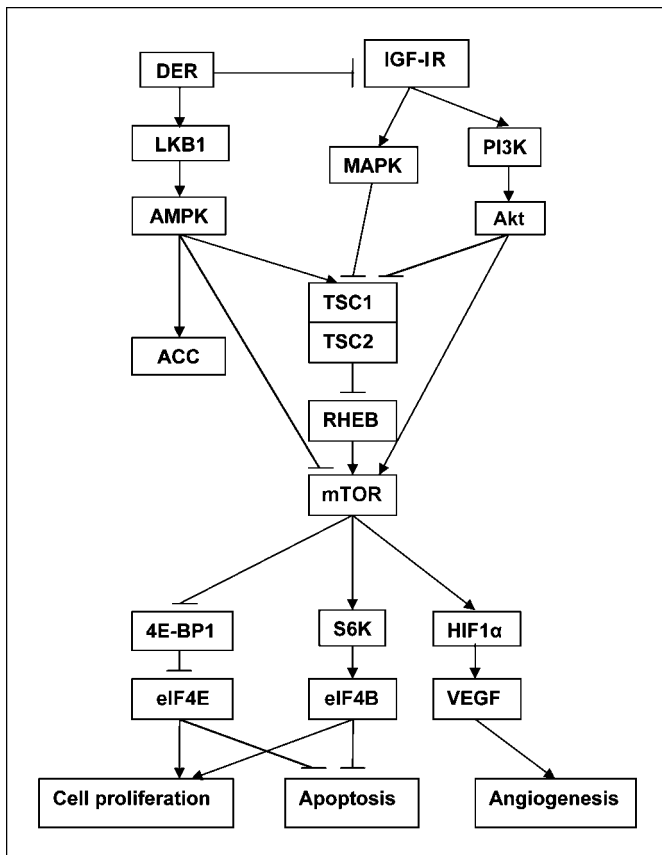 DER
IGF-IR
LKB1
MAPK
PI3K
AMPK
Akt
TSC1
TSC2
ACC
RHEB
mTOR
4E-BP1
S6K
HIF1α
eIF4E
eIF4B
VEGF
Cell proliferation
Apoptosis
Angiogenesis